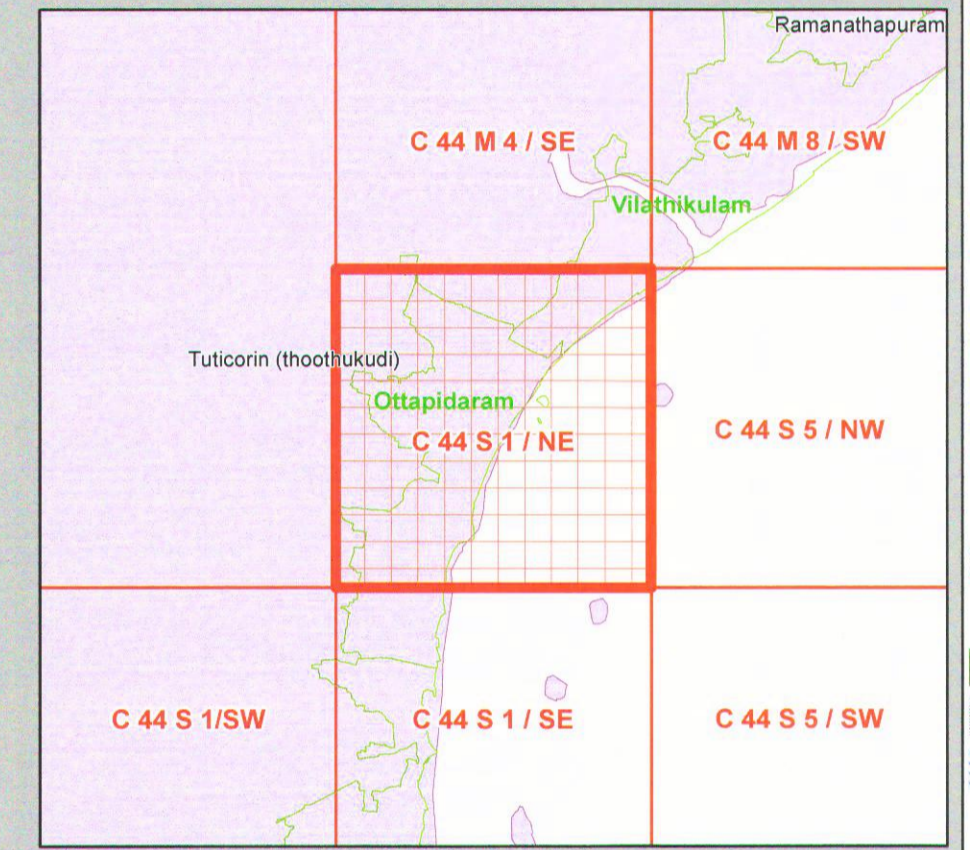 Ramanathapuram
C 44 M 4 / SE
C 44 M 8 / SW
Vilathikulam
Tuticorin (thoothukudi)
Ottapidaram
C 44 S 1 / NE
C 44 S 5 / NW
C 44 S 1/SW
C 44 S 1 / SE
C 44 S 5 / SW